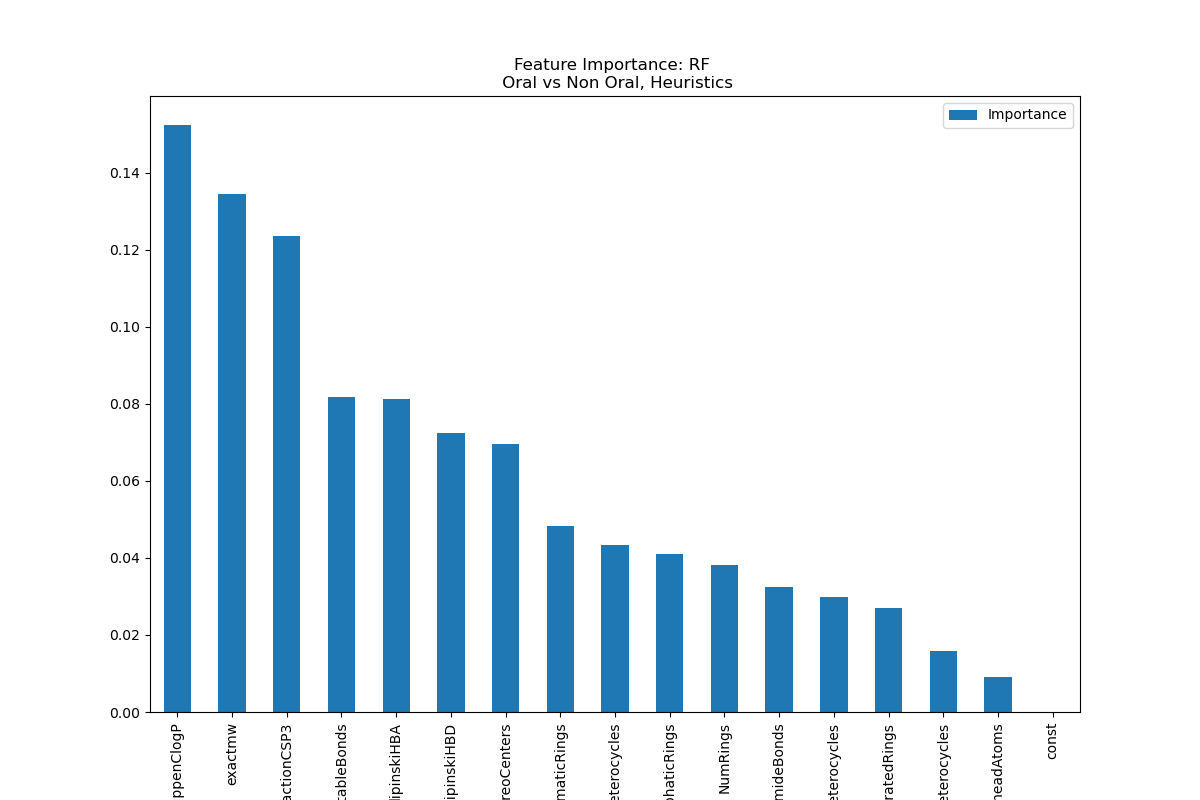 Feature Importance: RF
Oral vs Non Oral, Heuristics
Importance
0.14
0.12
0.10
0.08
0.06
0.04
0.02
0.00
ppenClogP
exactmw
actionCSP3
tableBonds
lipinskiHBA
ipinskiHBD
reoCenters
maticRings
eterocycles
phaticRings
NumRings
mideBonds
eterocycles
ratedRings
eterocycles
headAtoms
const